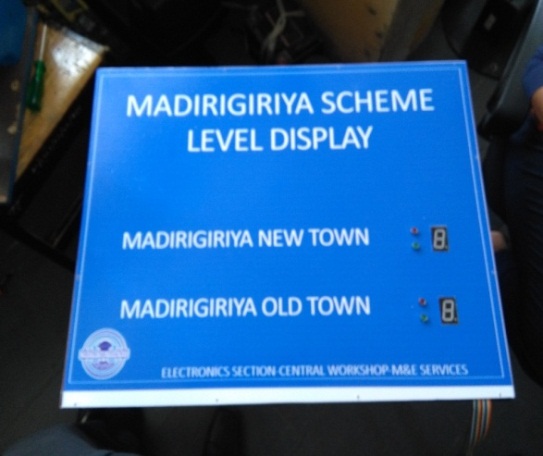 MADIRIGIRIYA SCHEME
LEVEL DISPLAY
MADIRIGIRIYA NEW TOWN
MADIRIGIRIYA OLD TOWN
ELECTRONICS SECTION-CENTRAL WORKSHOP-M&E SERVICES